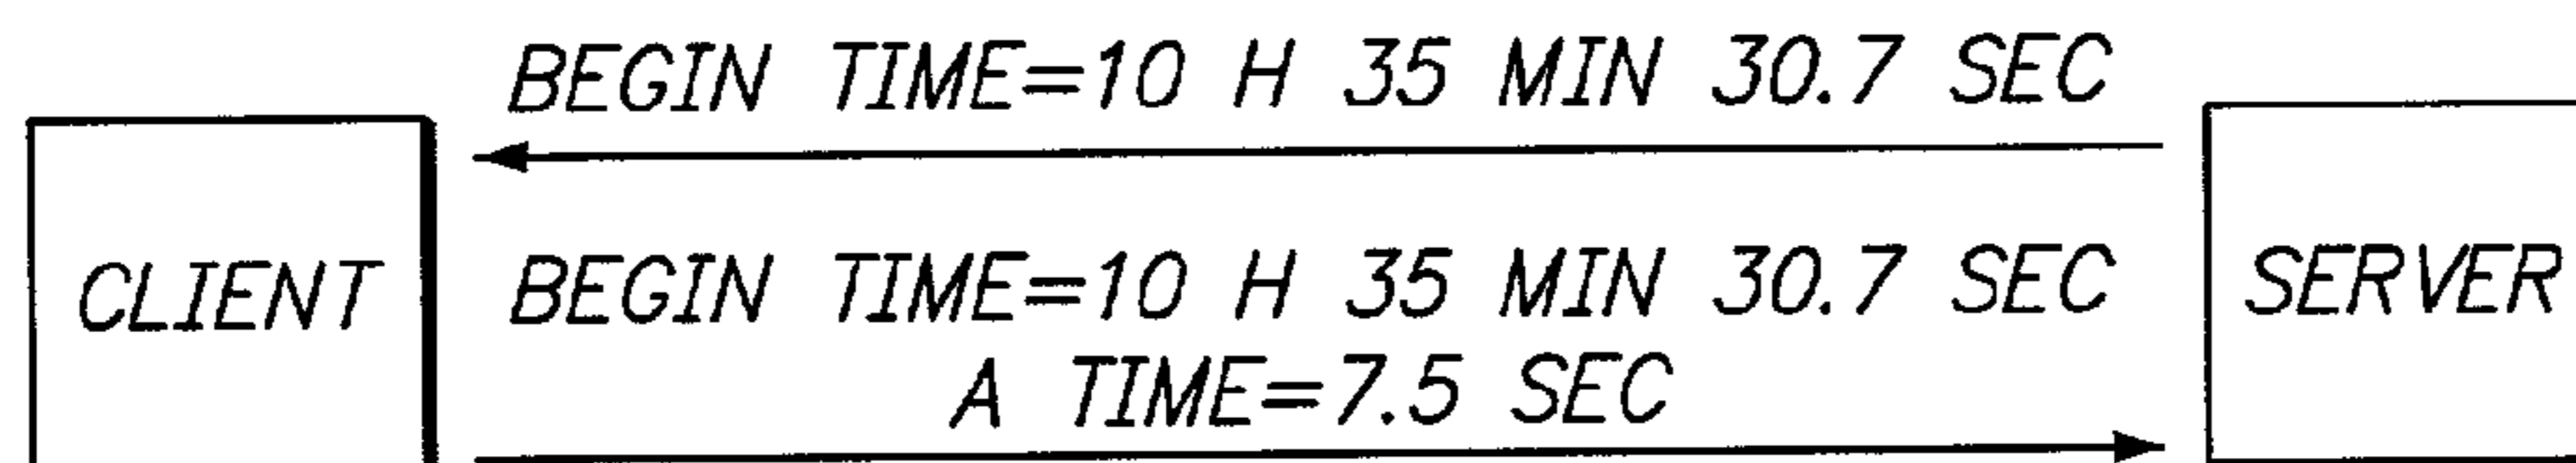 BEGIN TIME=10 H 35 MIN 30.7 SEC
CLIENT
BEGIN TIME=10 H 35 MIN 30.7 SEC
A TIME=7.5 SEC
SERVER